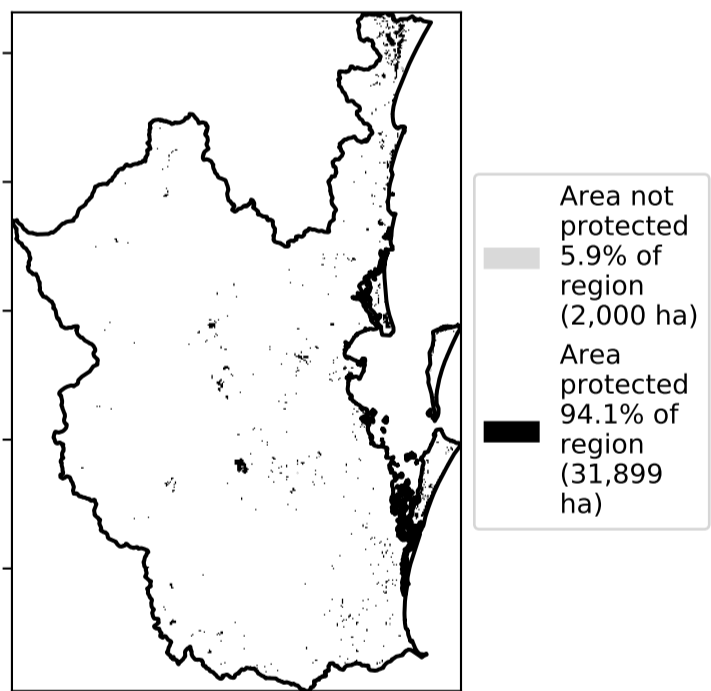 Area not
protected
5.9% of
region
(2,000 ha)
Area
protected
94.1% of
region
(31,899
ha)